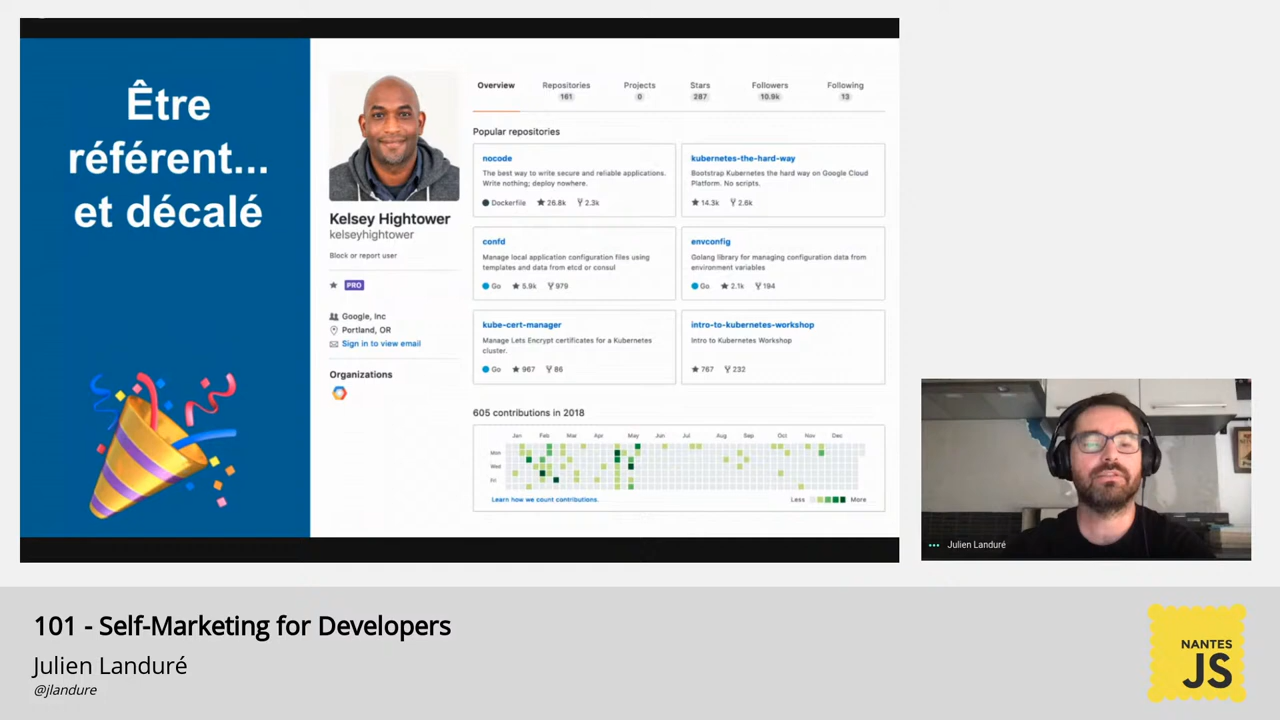 Être
référent...
et décalé
Kelsey Hightower
kelseyhightower
Block or report user
PRO
Google, Inc
Portland, OR
Sign in to view email
Organizations
Overview
Repositories
161
Projects
0
Stars
287
Followers
10.9k
Following
13
Popular repositories
nocode
The best way to write secure and reliable applications.
Write nothing; deploy nowhere.
Dockerfile 26.8k 2.3k
kubernetes-the-hard-way
Bootstrap Kubernetes the hard way on Google Cloud
Platform. No scripts.
14.3k 2.6k
confd
Manage local application configuration files using
templates and data from etcd or consul
Go 5.9k 979
envconfig
Golang library for managing configuration data from
environment variables
Go 2.1k 194
kube-cert-manager
Manage Lets Encrypt certificates for a Kubernetes
cluster.
Go 967 86
intro-to-kubernetes-workshop
Intro to Kubernetes Workshop
767 232
605 contributions in 2018
Jan Feb Mar Apr May Jun Jul Aug Sep Oct Nov Dec
Mon
Wed
Fri
Learn how we count contributions.
Less More
Julien Landuré
101 - Self-Marketing for Developers
Julien Landuré
@jlandure
NANTES
JS